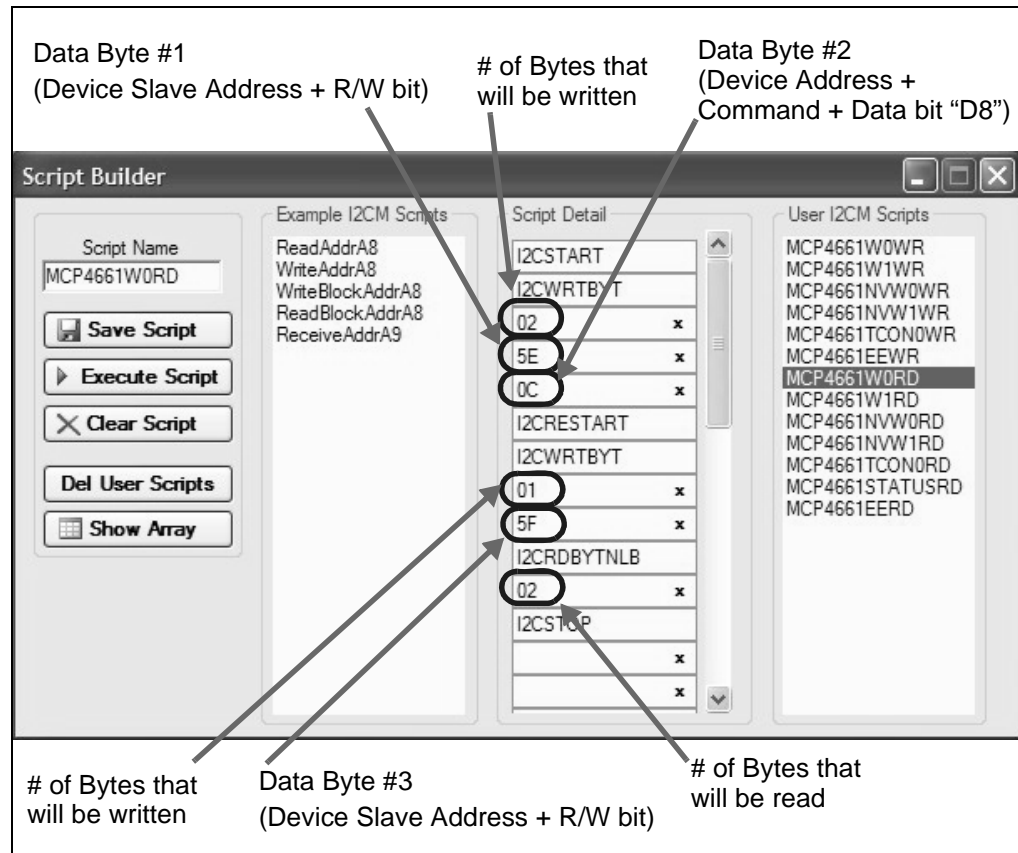 Data Byte #1
(Device Slave Address + R/W bit)
# of Bytes that
will be written
Data Byte #2
(Device Address +
Command + Data bit “D8”)
Script Builder
Script Name
MCP4661W0RD
Save Script
Execute Script
Clear Script
Del User Scripts
Show Array
Example I2CM Scripts
ReadAddrA8
WriteAddrA8
WriteBlockAddrA8
ReadBlockAddrA8
ReceiveAddrA9
Script Detail
I2CSTART
I2CWRTBYT
02 x
5E x
0C x
I2CRESTART
I2CWRTBYT
01 x
5F x
I2CRDBYTNLB
02 x
I2CSTOP
x
x
User I2CM Scripts
MCP4661W0WR
MCP4661W1WR
MCP4661NVW0WR
MCP4661NVW1WR
MCP4661TCON0WR
MCP4661EEWR
MCP4661W0RD
MCP4661W1RD
MCP4661NVW0RD
MCP4661NVW1RD
MCP4661TCON0RD
MCP4661STATUSRD
MCP4661EERD
# of Bytes that
will be written
Data Byte #3
(Device Slave Address + R/W bit)
# of Bytes that
will be read